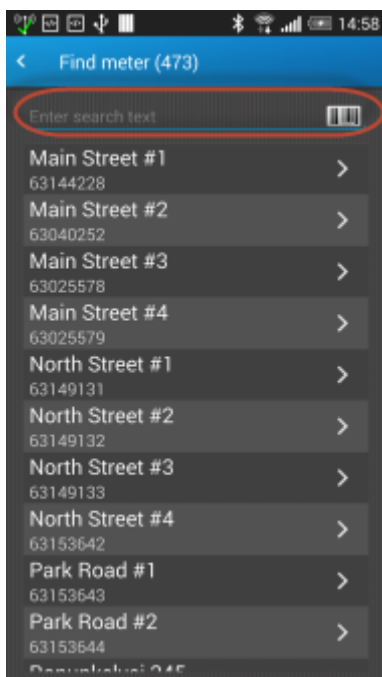 14:58
Find meter (473)
Enter search text
Main Street #1
63144228
Main Street #2
63040252
Main Street #3
63025578
Main Street #4
63025579
North Street #1
63149131
North Street #2
63149132
North Street #3
63149133
North Street #4
63153642
Park Road #1
63153643
Park Road #2
63153644